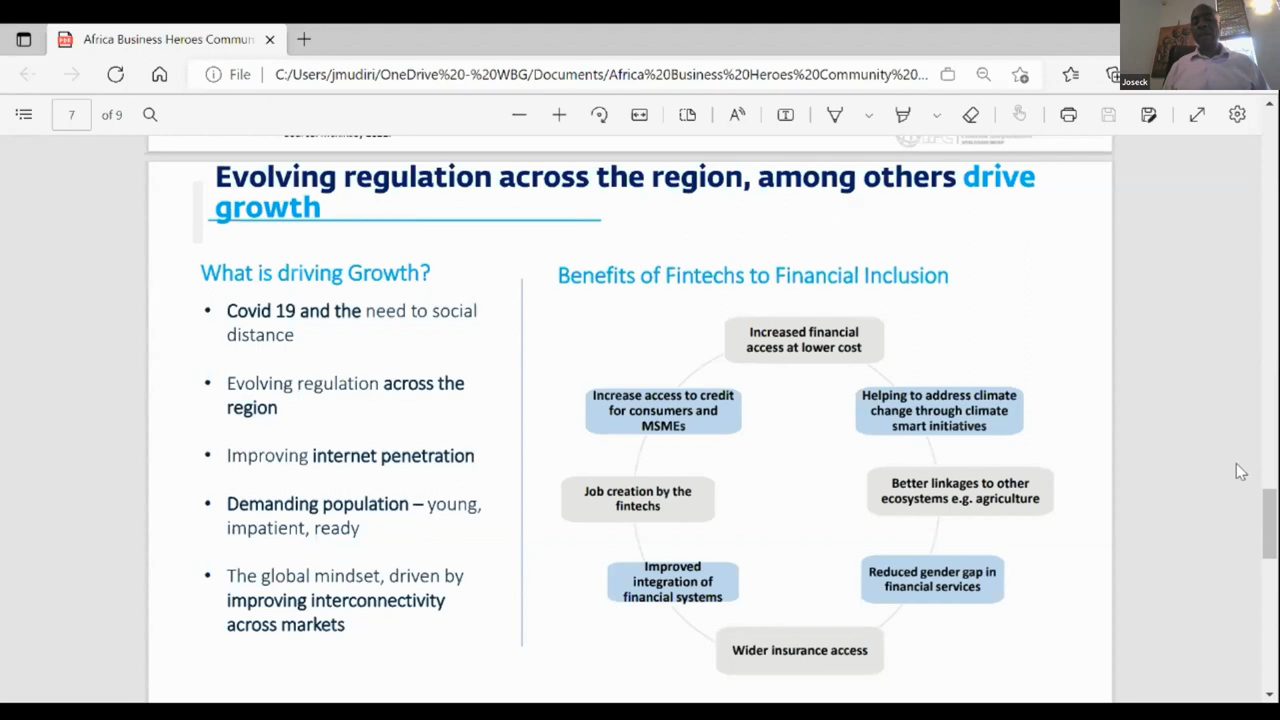 Africa Business Heroes Commun
File
C:/Users/jmudiri/OneDrive%20-%20WBG/Documents/Africa%20Business%20Heroes%20Community%20...
Joseck
7 of 9
Evolving regulation across the region, among others drive
growth
What is driving Growth?
• Covid 19 and the need to social
distance
• Evolving regulation across the
region
• Improving internet penetration
• Demanding population – young,
impatient, ready
• The global mindset, driven by
improving interconnectivity
across markets
Benefits of Fintechs to Financial Inclusion
Increased financial
access at lower cost
Helping to address climate
change through climate
smart initiatives
Better linkages to other
ecosystems e.g. agriculture
Reduced gender gap in
financial services
Wider insurance access
Improved
integration of
financial systems
Job creation by the
fintechs
Increase access to credit
for consumers and
MSMEs